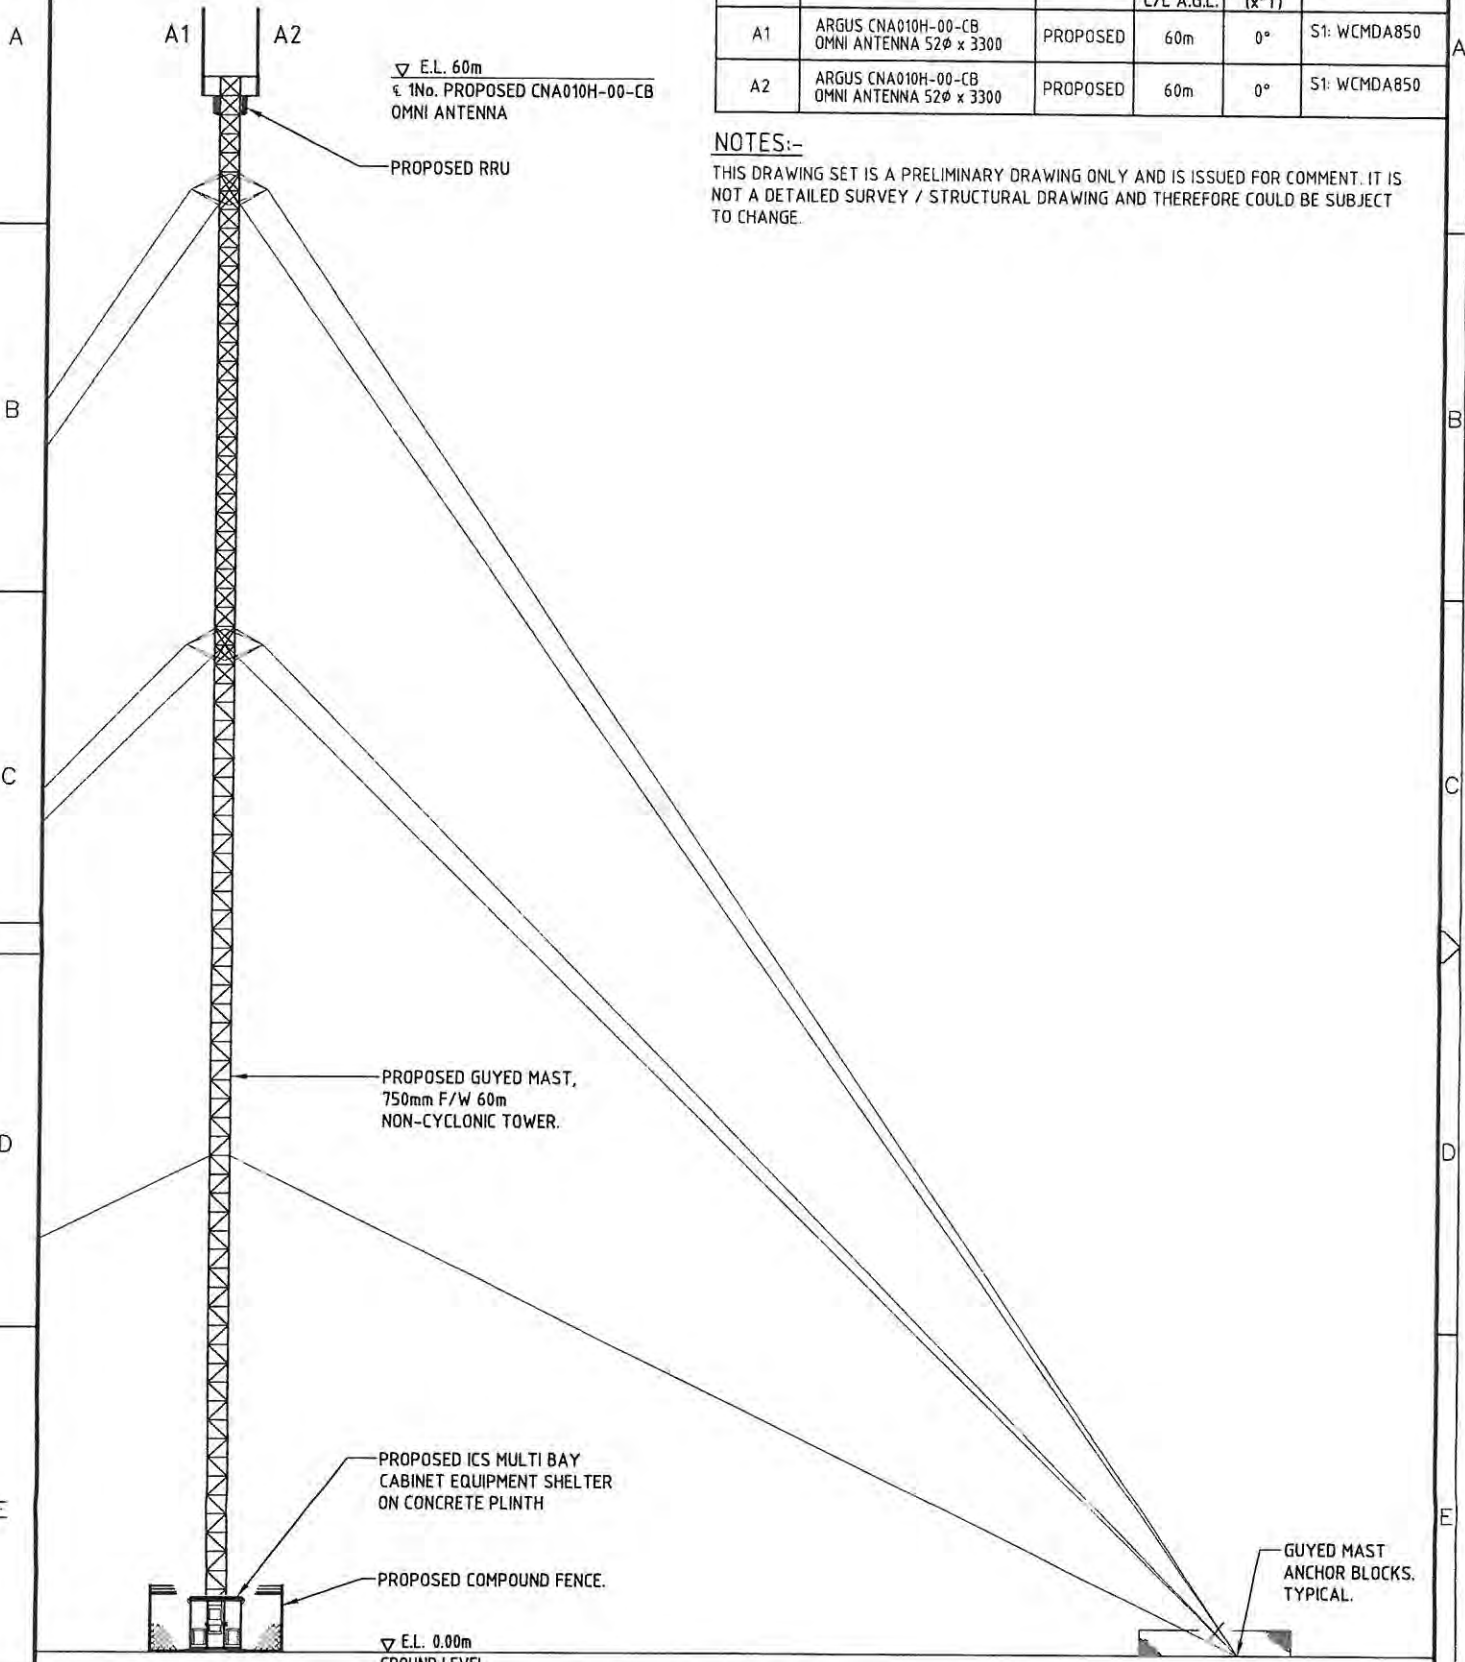 C/L A.G.L.
(x°T)
A1 ARGUS CNA010H-00-CB OMNI ANTENNA 52Ø x 3300 PROPOSED 60m 0° S1: WCMDA850
A2 ARGUS CNA010H-00-CB OMNI ANTENNA 52Ø x 3300 PROPOSED 60m 0° S1: WCMDA850
NOTES:-
THIS DRAWING SET IS A PRELIMINARY DRAWING ONLY AND IS ISSUED FOR COMMENT. IT IS
NOT A DETAILED SURVEY / STRUCTURAL DRAWING AND THEREFORE COULD BE SUBJECT
TO CHANGE.
A
A1
A2
A
E.L. 60m
℄ 1No. PROPOSED CNA010H-00-CB
OMNI ANTENNA
PROPOSED RRU
B
B
C
C
PROPOSED GUYED MAST,
750mm F/W 60m
NON-CYCLONIC TOWER.
D
D
PROPOSED ICS MULTI BAY
CABINET EQUIPMENT SHELTER
ON CONCRETE PLINTH
E
E
PROPOSED COMPOUND FENCE.
GUYED MAST
ANCHOR BLOCKS.
TYPICAL.
E.L. 0.00m
GROUND LEVEL